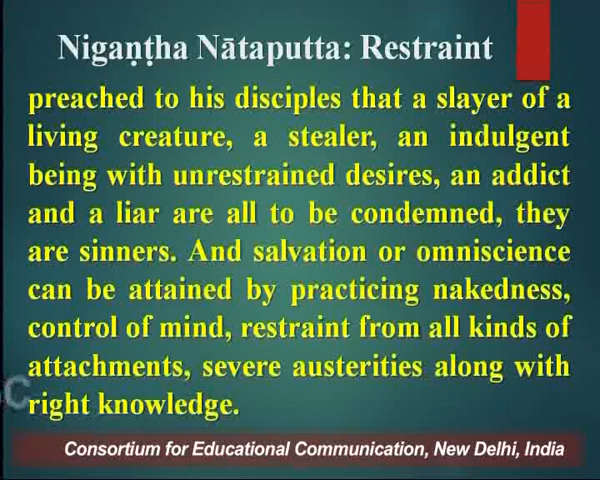 Nigaṇṭha Nātaputta: Restraint
preached to his disciples that a slayer of a
living creature, a stealer, an indulgent
being with unrestrained desires, an addict
and a liar are all to be condemned, they
are sinners. And salvation or omniscience
can be attained by practicing nakedness,
control of mind, restraint from all kinds of
attachments, severe austerities along with
right knowledge.
Consortium for Educational Communication, New Delhi, India